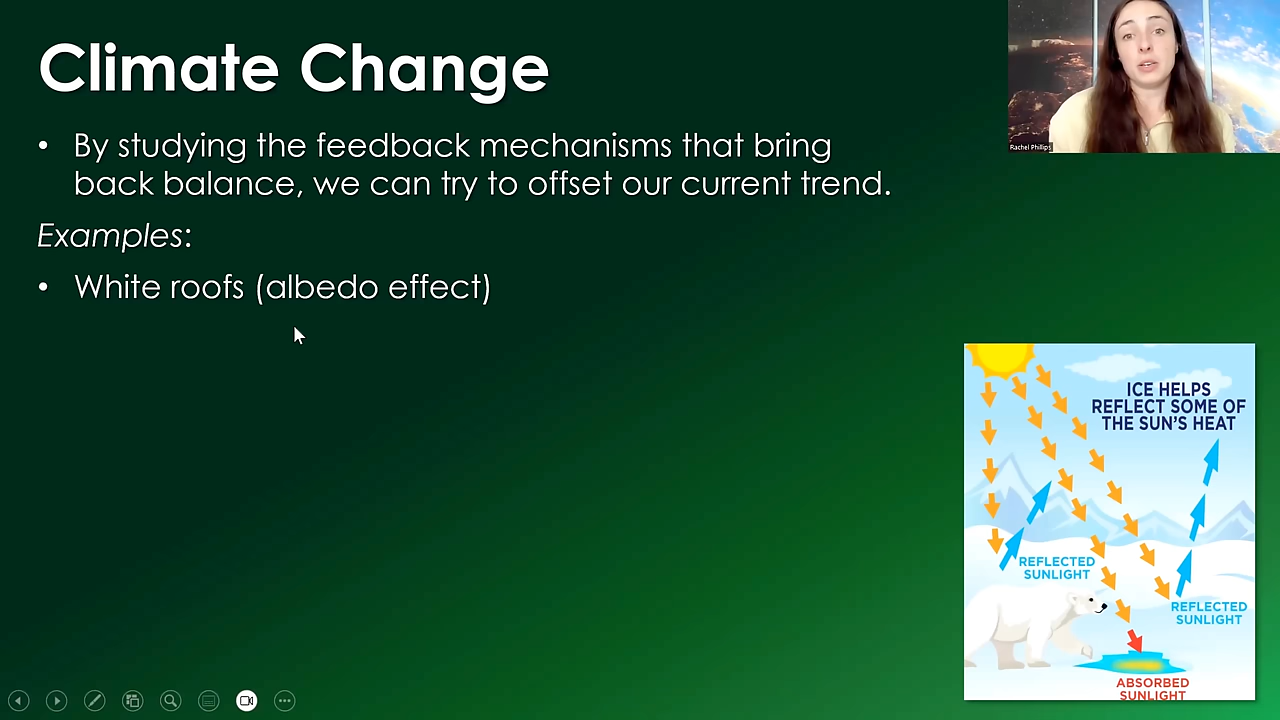 Climate Change
• By studying the feedback mechanisms that bring
back balance, we can try to offset our current trend.
Examples:
• White roofs (albedo effect)
Rachel Phillips
ICE HELPS
REFLECT SOME OF
THE SUN'S HEAT
REFLECTED
SUNLIGHT
REFLECTED
SUNLIGHT
ABSORBED
SUNLIGHT